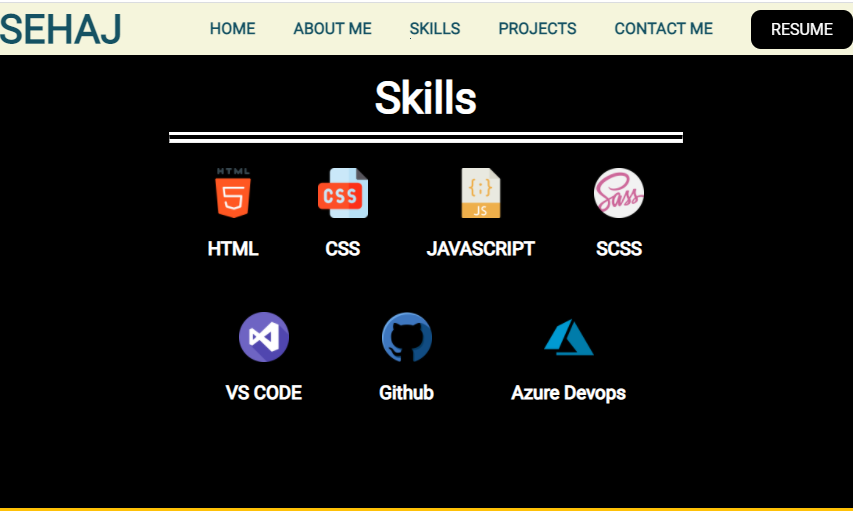 SEHAJ HOME ABOUT ME SKILLS PROJECTS CONTACT ME RESUME
Skills
HTML
5
CSS
{;}
JS
Sass
HTML CSS JAVASCRIPT SCSS
VS CODE Github Azure Devops